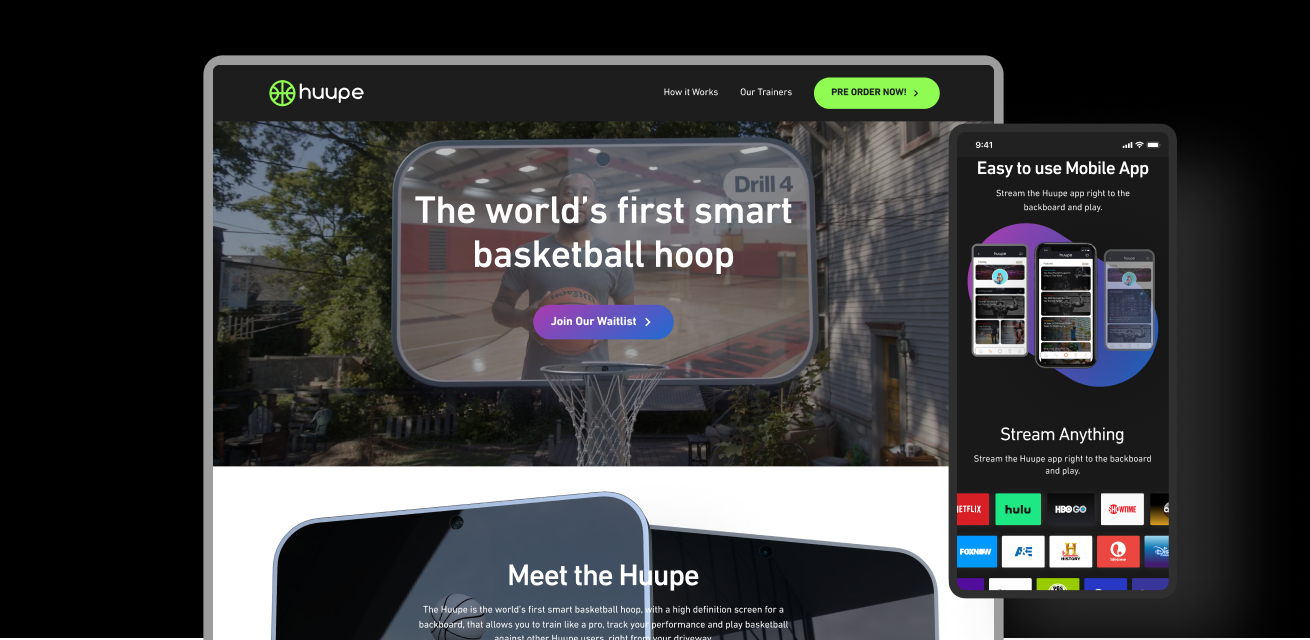 huupe
How it Works
Our Trainers
PRE ORDER NOW!
Drill 4
The world's first smart
basketball hoop
Join Our Waitlist
Meet the Huupe
The Huupe is the world's first smart basketball hoop, with a high definition screen for a
backboard, that allows you to train like a pro, track your performance and play basketball
against other Huupe users, right from your driveway.
9:41
Easy to use Mobile App
Stream the Huupe app right to the
backboard and play.
huupe
huupe
huupe
Stream Anything
Stream the Huupe app right to the backboard
and play.
NETFLIX
hulu
HBO GO
SHOWTIME
FOXNOW
A&E
H
HISTORY
Lifetime